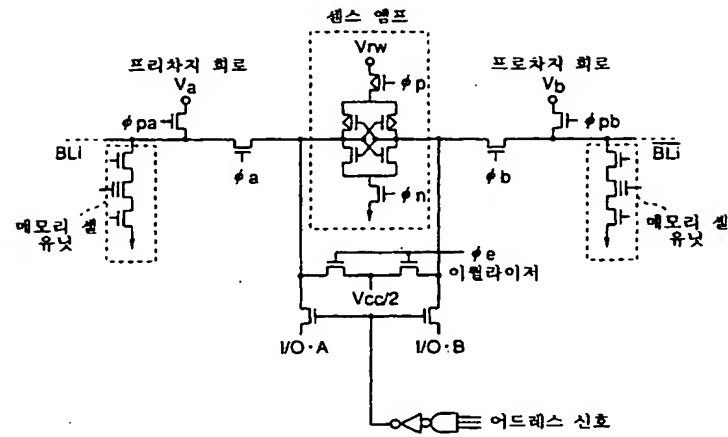 센스 앰프
프리차지 회로
Vrw
프로차지 회로
Va
φp
Vb
φpa
φpb
BLi
BLi
φa
φb
φn
메모리 셀
유닛
메모리 셀
유닛
φe
이퀄라이저
Vcc/2
I/O·A
I/O·B
어드레스 신호